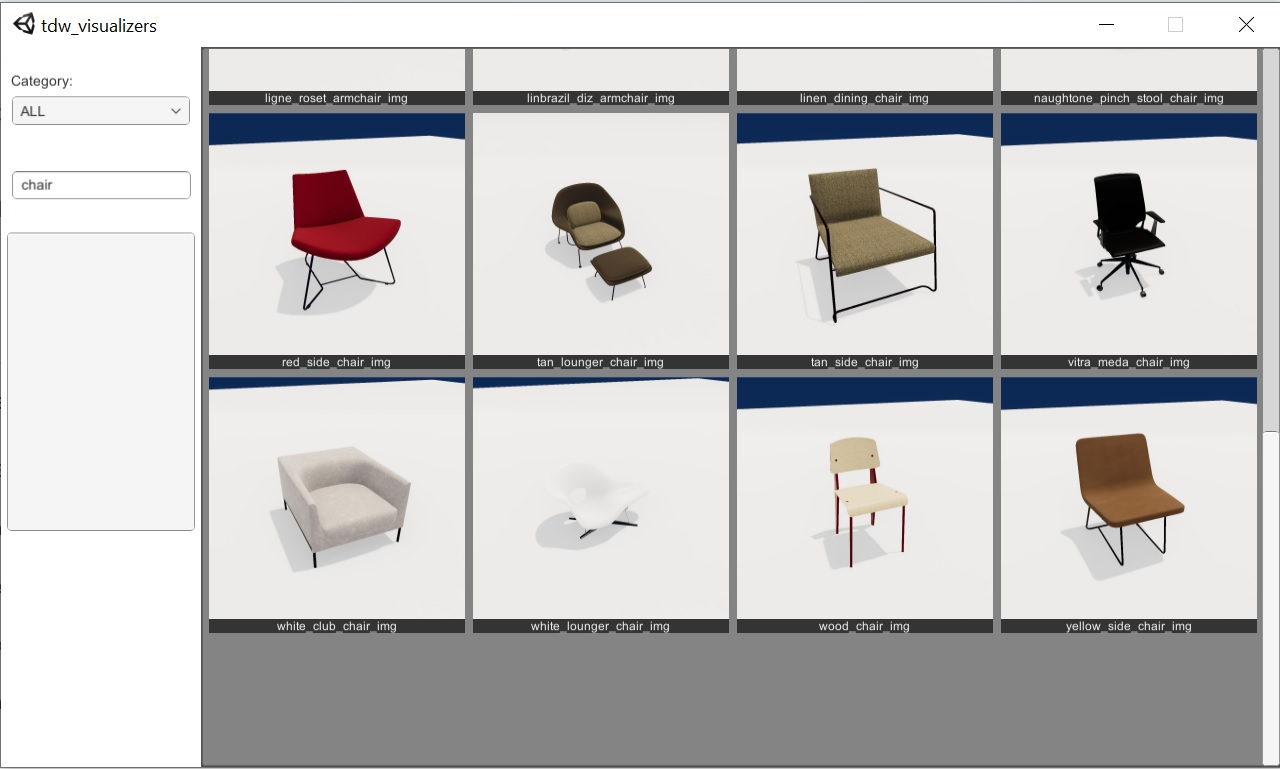 tdw_visualizers
Category:
ALL
chair
ligne_roset_armchair_img
linbrazil_diz_armchair_img
linen_dining_chair_img
naughtone_pinch_stool_chair_img
red_side_chair_img
tan_lounger_chair_img
tan_side_chair_img
vitra_meda_chair_img
white_club_chair_img
white_lounger_chair_img
wood_chair_img
yellow_side_chair_img